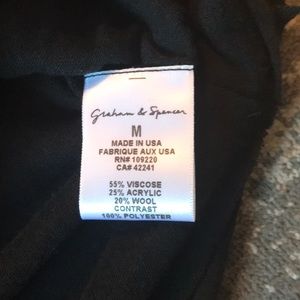 Graham & Spencer
M
MADE IN USA
FABRIQUE AUX USA
RN# 109220
CA# 42241
55% VISCOSE
25% ACRYLIC
20% WOOL
CONTRAST
100% POLYESTER